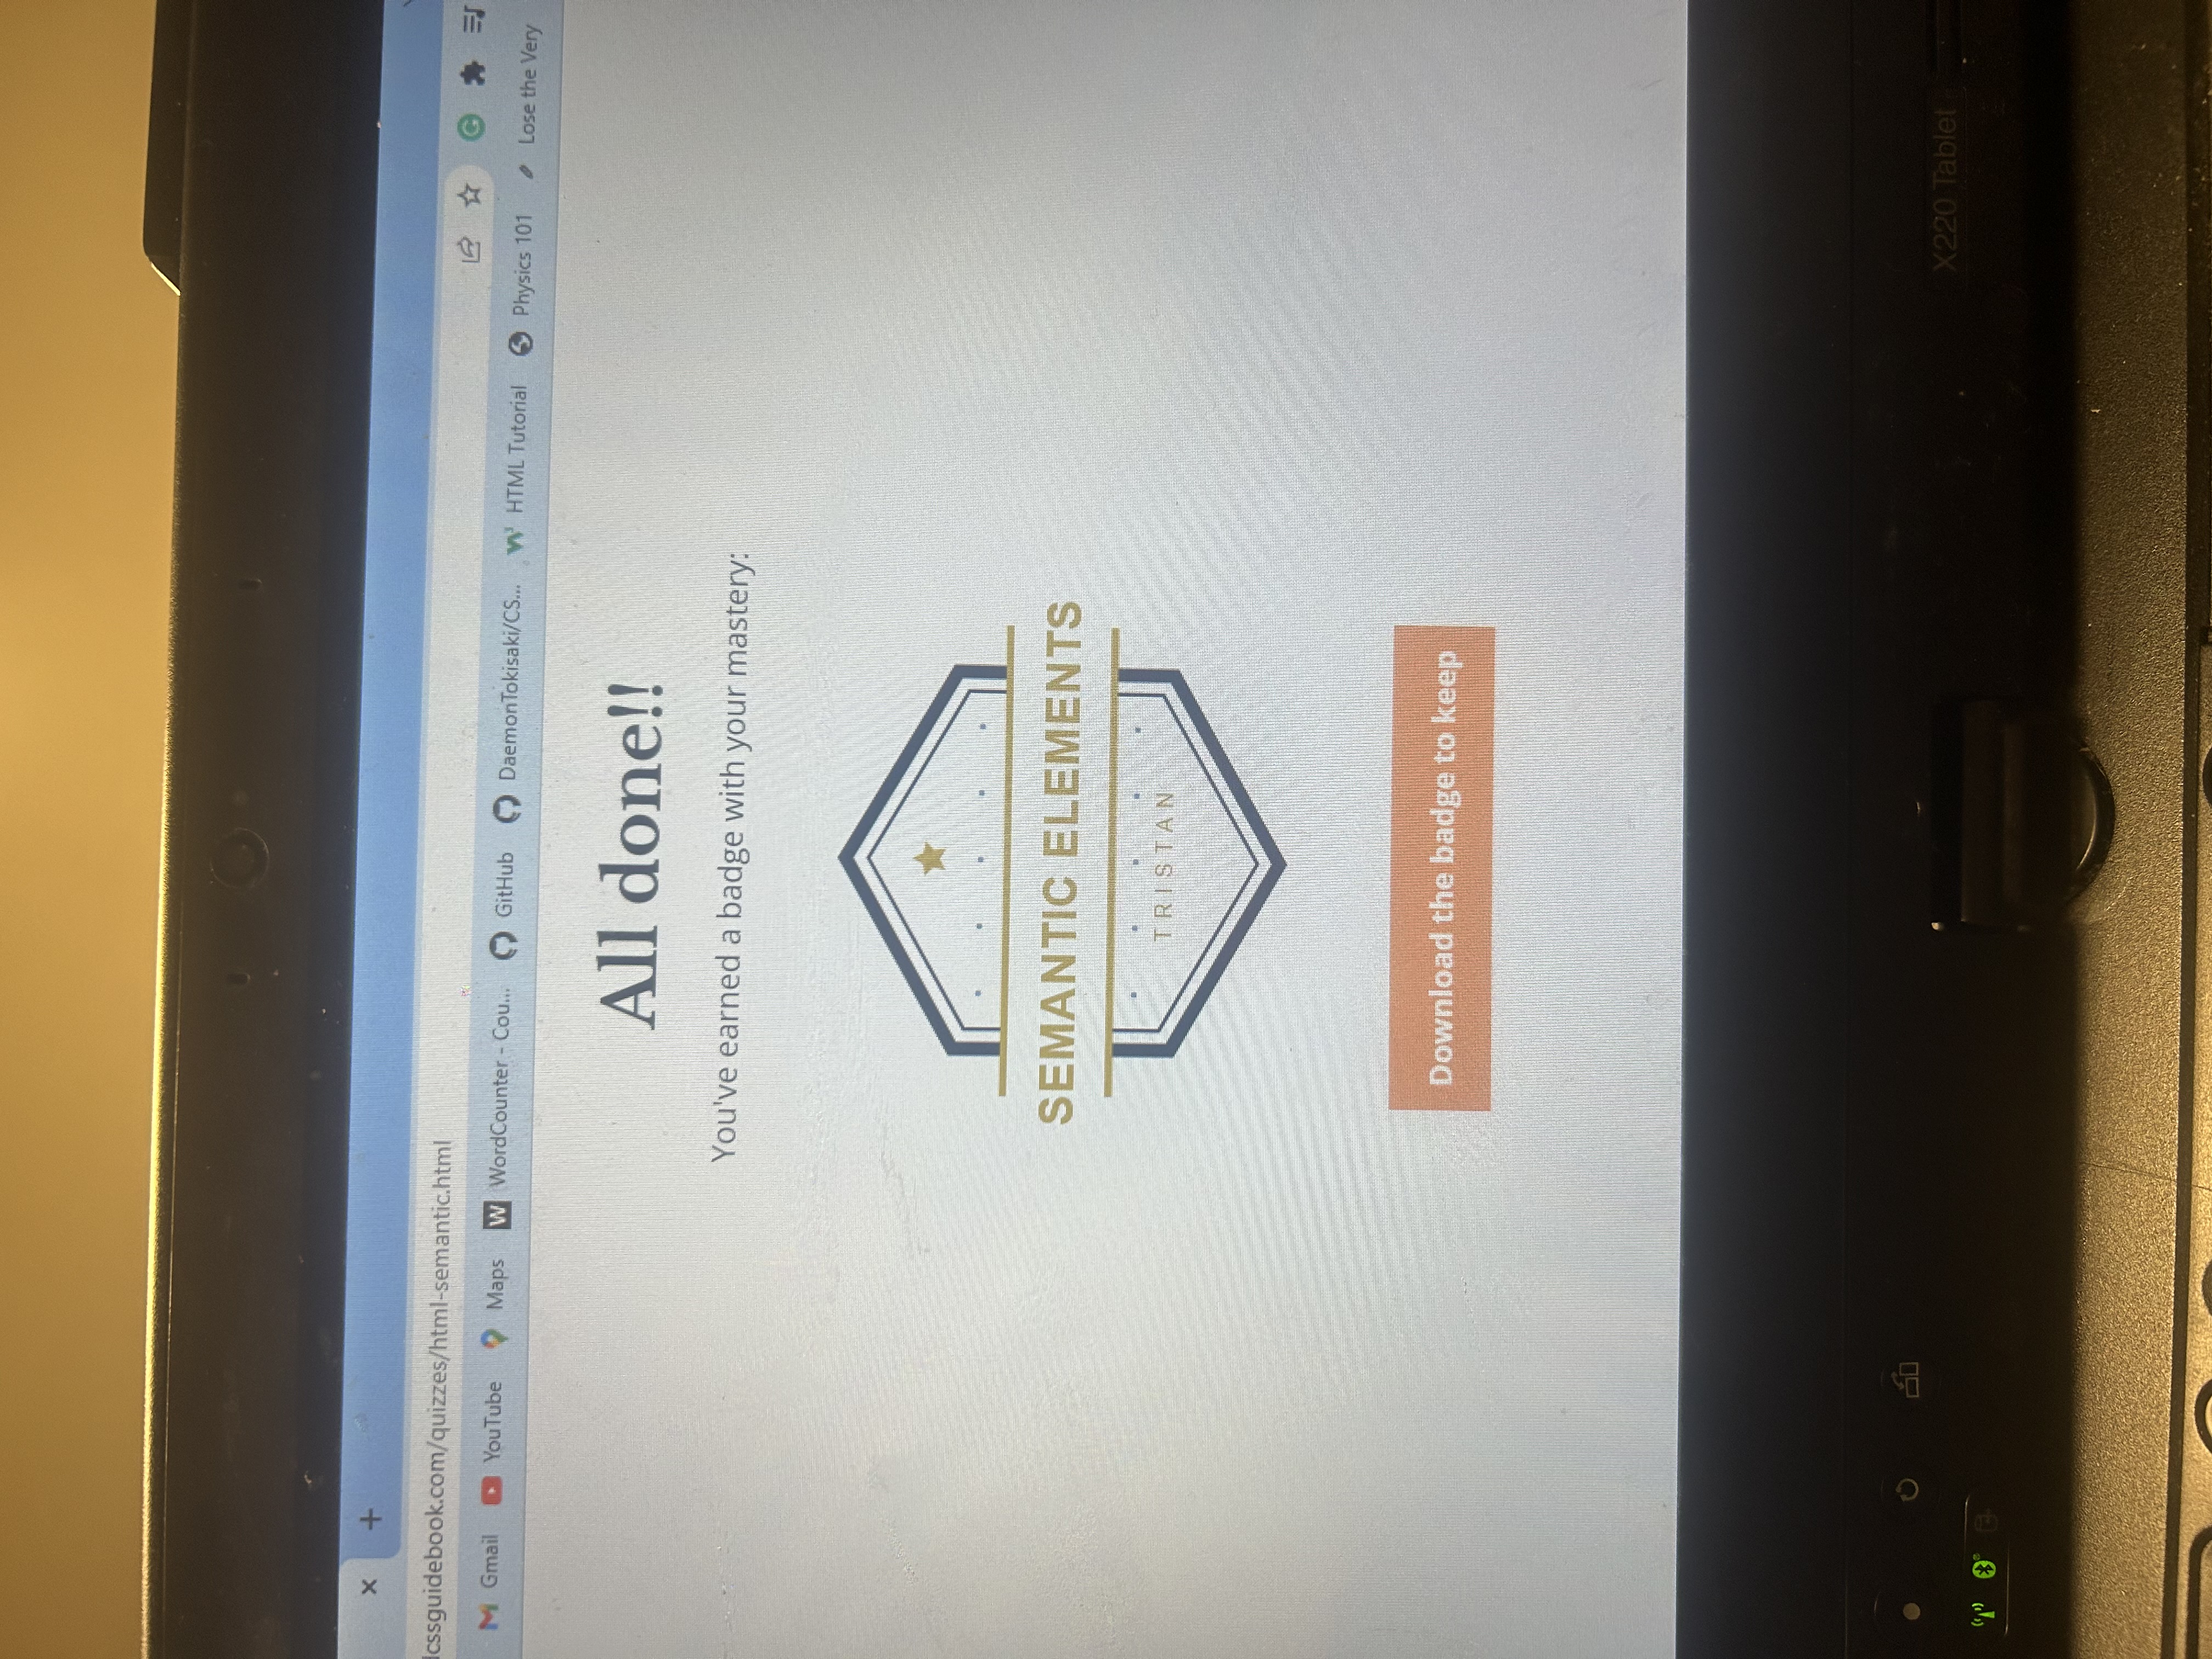 lcssguidebook.com/quizzes/html-semantic.html
Gmail YouTube Maps W WordCounter - Cou... GitHub DaemonTokisaki/CS... HTML Tutorial Physics 101 Lose the Very
All done!!
You've earned a badge with your mastery:
SEMANTIC ELEMENTS
TRISTAN
Download the badge to keep
X220 Tablet